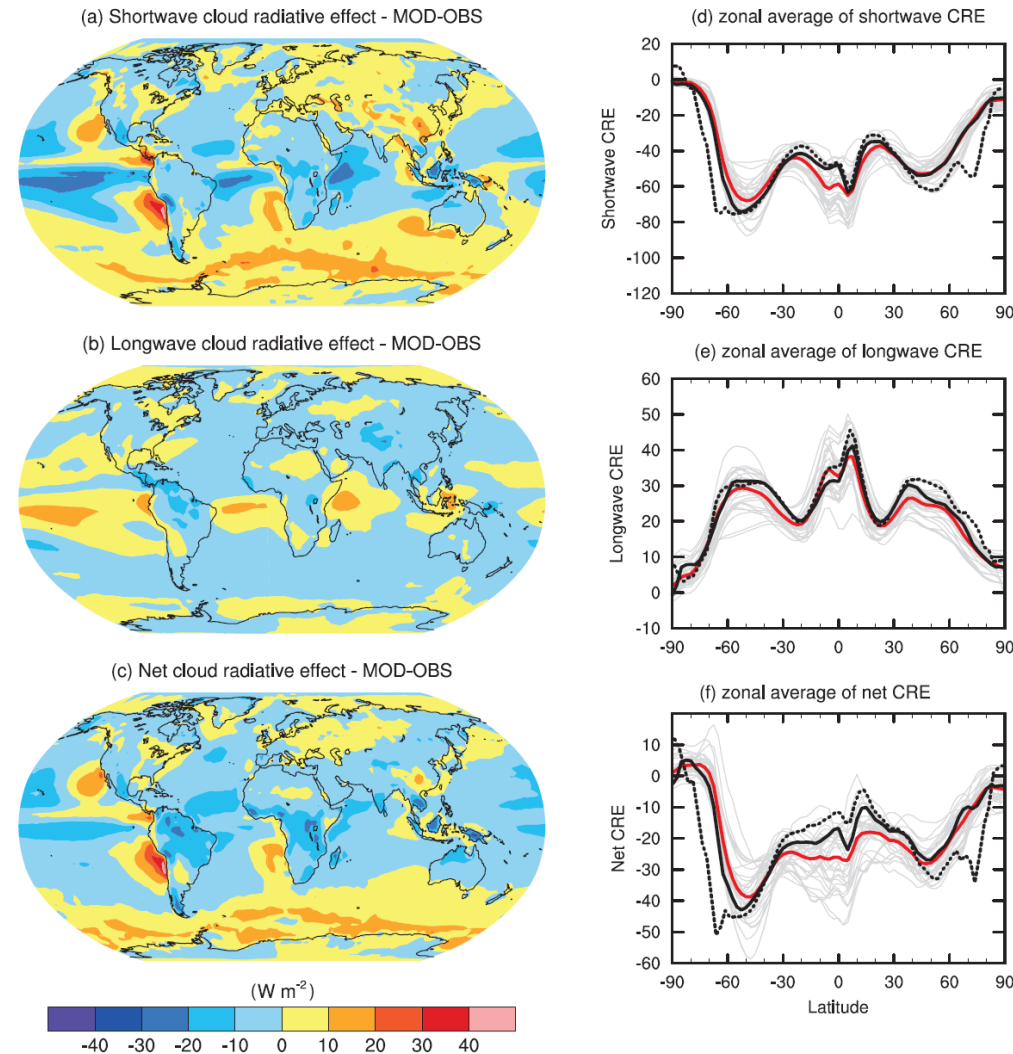 (a) Shortwave cloud radiative effect - MOD-OBS
(b) Longwave cloud radiative effect - MOD-OBS
(c) Net cloud radiative effect - MOD-OBS
(W m⁻²)
-40 -30 -20 -10 0 10 20 30 40
(d) zonal average of shortwave CRE
Shortwave CRE
20
0
-20
-40
-60
-80
-100
-120
-90 -60 -30 0 30 60 90
(e) zonal average of longwave CRE
Longwave CRE
60
50
40
30
20
10
0
-10
-90 -60 -30 0 30 60 90
(f) zonal average of net CRE
Net CRE
10
0
-10
-20
-30
-40
-50
-60
-90 -60 -30 0 30 60 90
Latitude